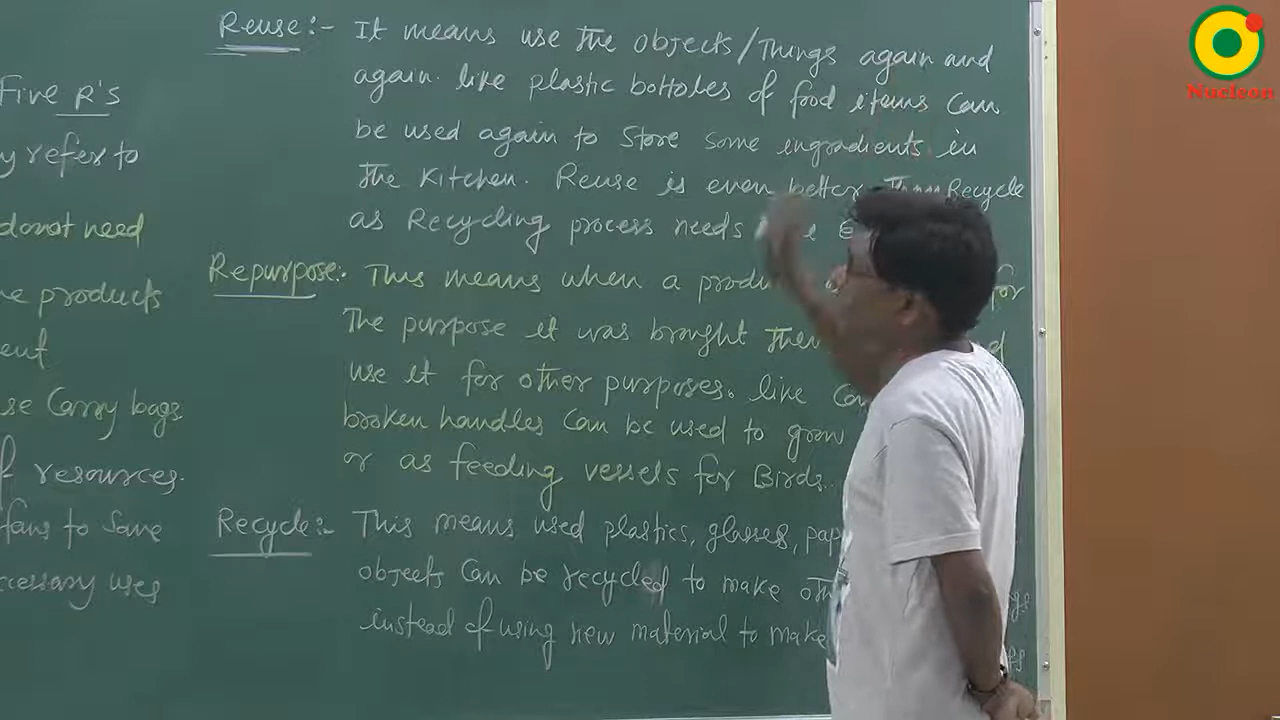 Five R's
y refer to
donot need
e products
ent
se Carry bags
f resources.
fans to Save
ccessary uses
Reuse:- It means use the objects/Things again and
again. like plastic bottoles of food items Can
be used again to Store some ingradients in
the Kitchen. Reuse is even better Than Recycle
as Recycling process needs
Repurpose:- This means when a produ for
The purpose it was brought then
use it for other purposes. like
broken handles Can be used to grow
or as feeding vessels for Birds.
Recycle:- This means used plastics, glasses, pap
objects Can be recycled to make
instead of using new material to make
Nucleon